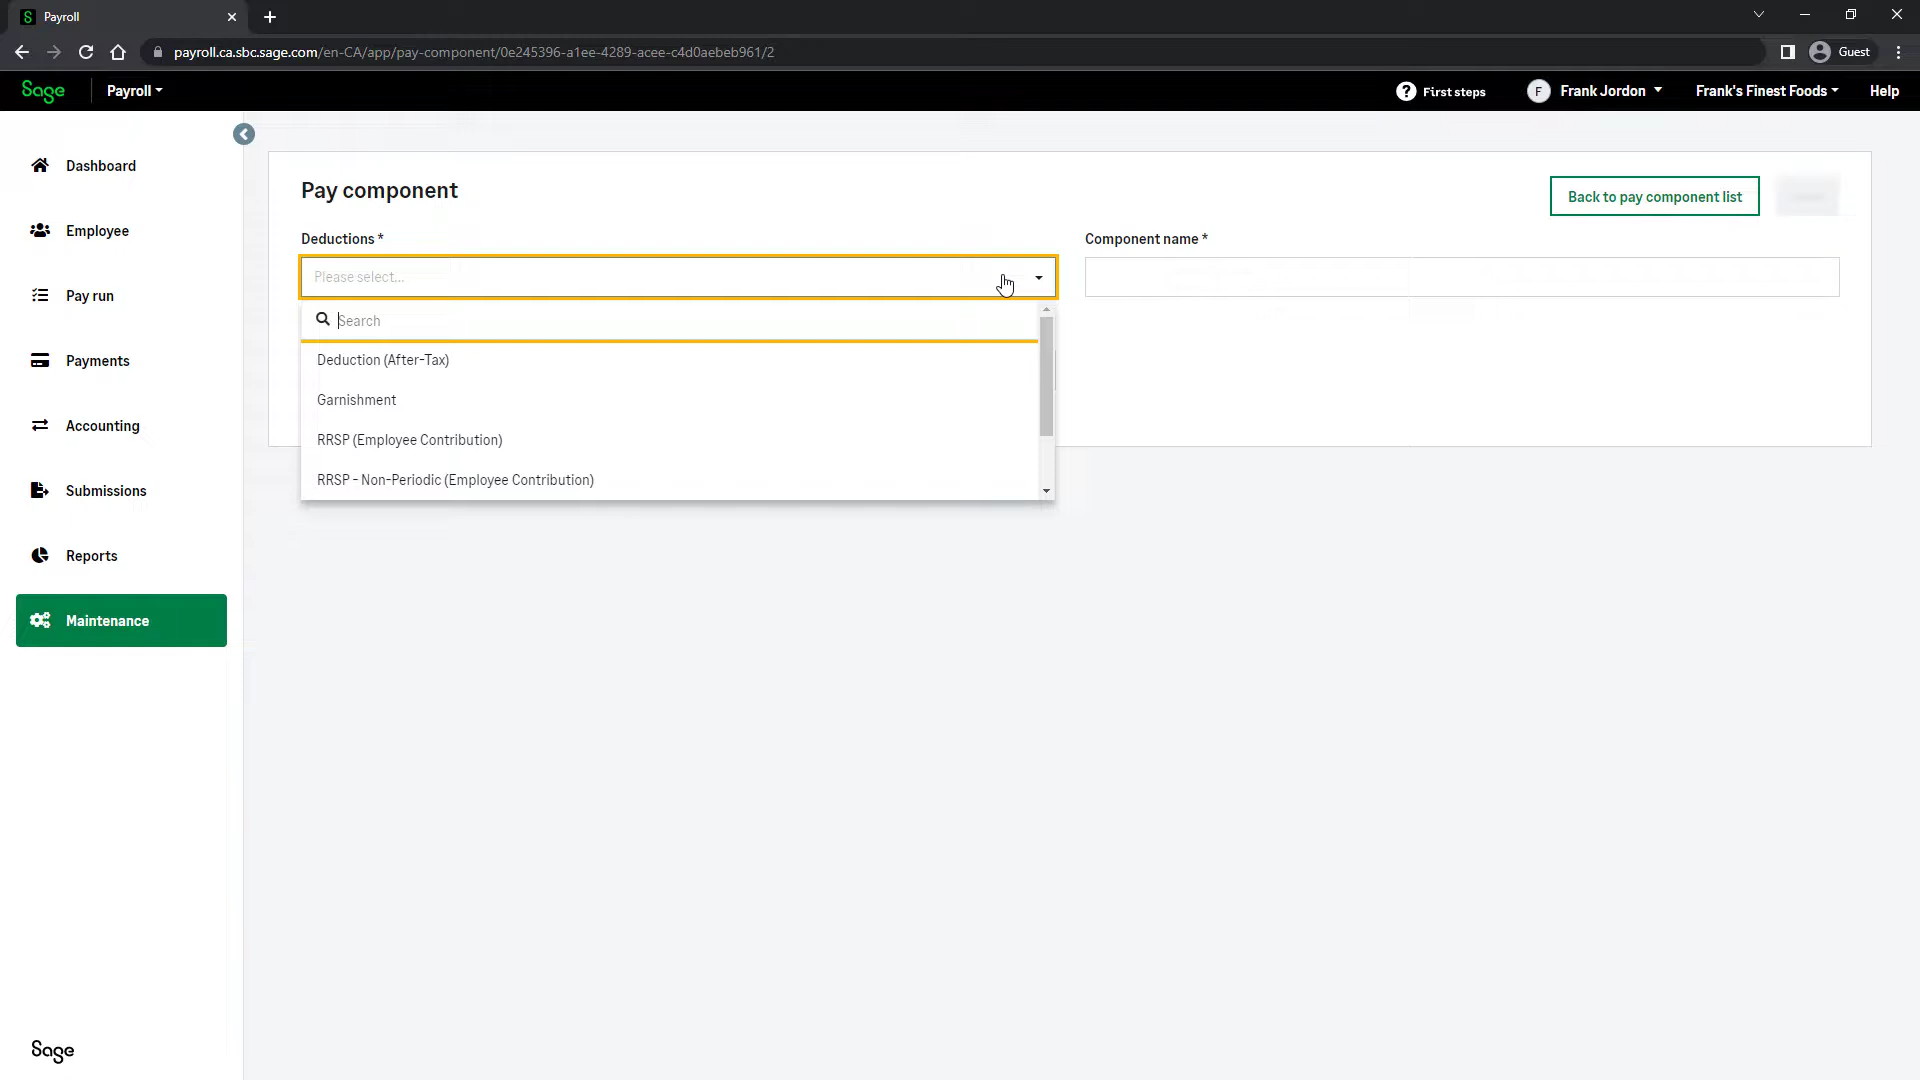 S Payroll
payroll.ca.sbc.sage.com/en-CA/app/pay-component/0e245396-a1ee-4289-acee-c4d0aebeb961/2
Guest
Sage
Payroll
? First steps
F Frank Jordon
Frank's Finest Foods
Help
Dashboard
Employee
Pay run
Payments
Accounting
Submissions
Reports
Maintenance
Sage
Pay component
Back to pay component list
Deductions *
Please select...
Component name *
Search
Deduction (After-Tax)
Garnishment
RRSP (Employee Contribution)
RRSP - Non-Periodic (Employee Contribution)